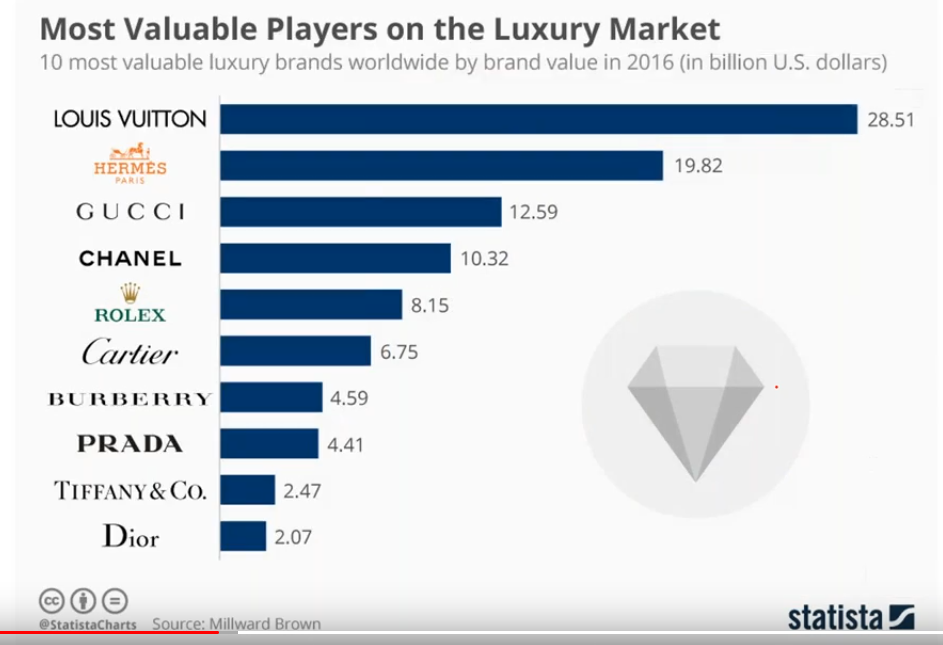 Most Valuable Players on the Luxury Market
10 most valuable luxury brands worldwide by brand value in 2016 (in billion U.S. dollars)
LOUIS VUITTON 28.51
HERMÈS
PARIS
19.82
GUCCI 12.59
CHANEL 10.32
ROLEX 8.15
Cartier 6.75
BURBERRY 4.59
PRADA 4.41
TIFFANY & CO. 2.47
Dior 2.07
cc
@StatistaCharts Source: Millward Brown
statista